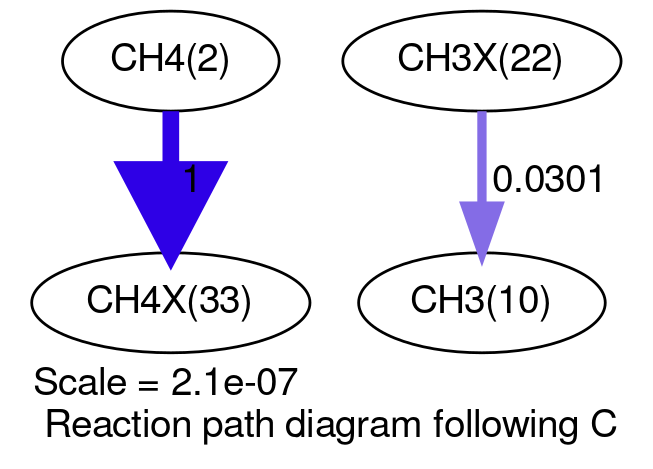 CH4(2)
CH3X(22)
1
0.0301
CH4X(33)
CH3(10)
Scale = 2.1e-07
Reaction path diagram following C